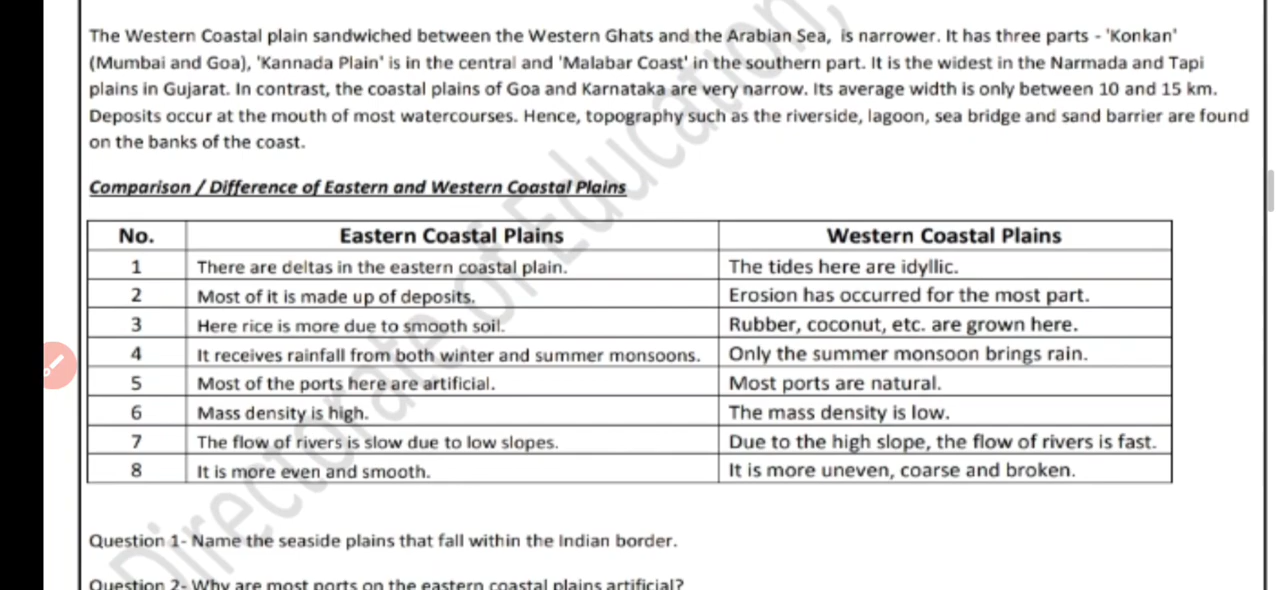 The Western Coastal plain sandwiched between the Western Ghats and the Arabian Sea, is narrower. It has three parts - 'Konkan'
(Mumbai and Goa), 'Kannada Plain' is in the central and 'Malabar Coast' in the southern part. It is the widest in the Narmada and Tapi
plains in Gujarat. In contrast, the coastal plains of Goa and Karnataka are very narrow. Its average width is only between 10 and 15 km.
Deposits occur at the mouth of most watercourses. Hence, topography such as the riverside, lagoon, sea bridge and sand barrier are found
on the banks of the coast.
Comparison / Difference of Eastern and Western Coastal Plains
No. Eastern Coastal Plains Western Coastal Plains
1 There are deltas in the eastern coastal plain. The tides here are idyllic.
2 Most of it is made up of deposits. Erosion has occurred for the most part.
3 Here rice is more due to smooth soil. Rubber, coconut, etc. are grown here.
4 It receives rainfall from both winter and summer monsoons. Only the summer monsoon brings rain.
5 Most of the ports here are artificial. Most ports are natural.
6 Mass density is high. The mass density is low.
7 The flow of rivers is slow due to low slopes. Due to the high slope, the flow of rivers is fast.
8 It is more even and smooth. It is more uneven, coarse and broken.
Question 1- Name the seaside plains that fall within the Indian border.
Question 2- Why are most ports on the eastern coastal plains artificial?
Directorate of Education,